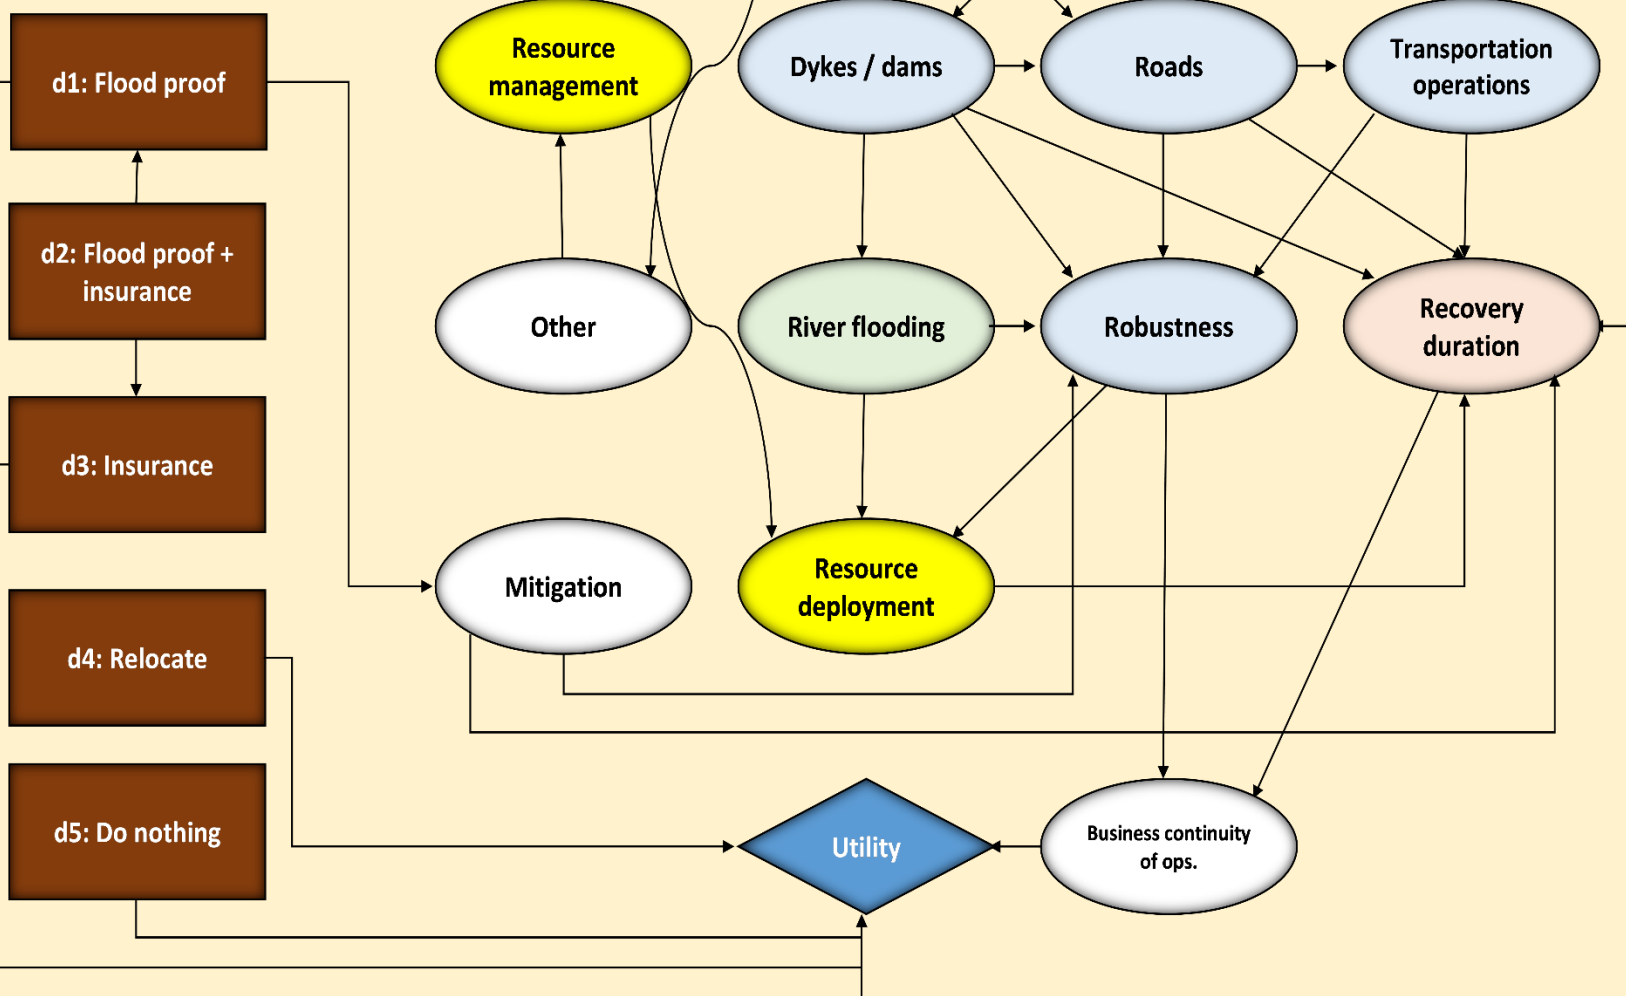 d1: Flood proof
d2: Flood proof +
insurance
d3: Insurance
d4: Relocate
d5: Do nothing
Resource
management
Dykes / dams
Roads
Transportation
operations
Other
River flooding
Robustness
Recovery
duration
Mitigation
Resource
deployment
Utility
Business continuity
of ops.